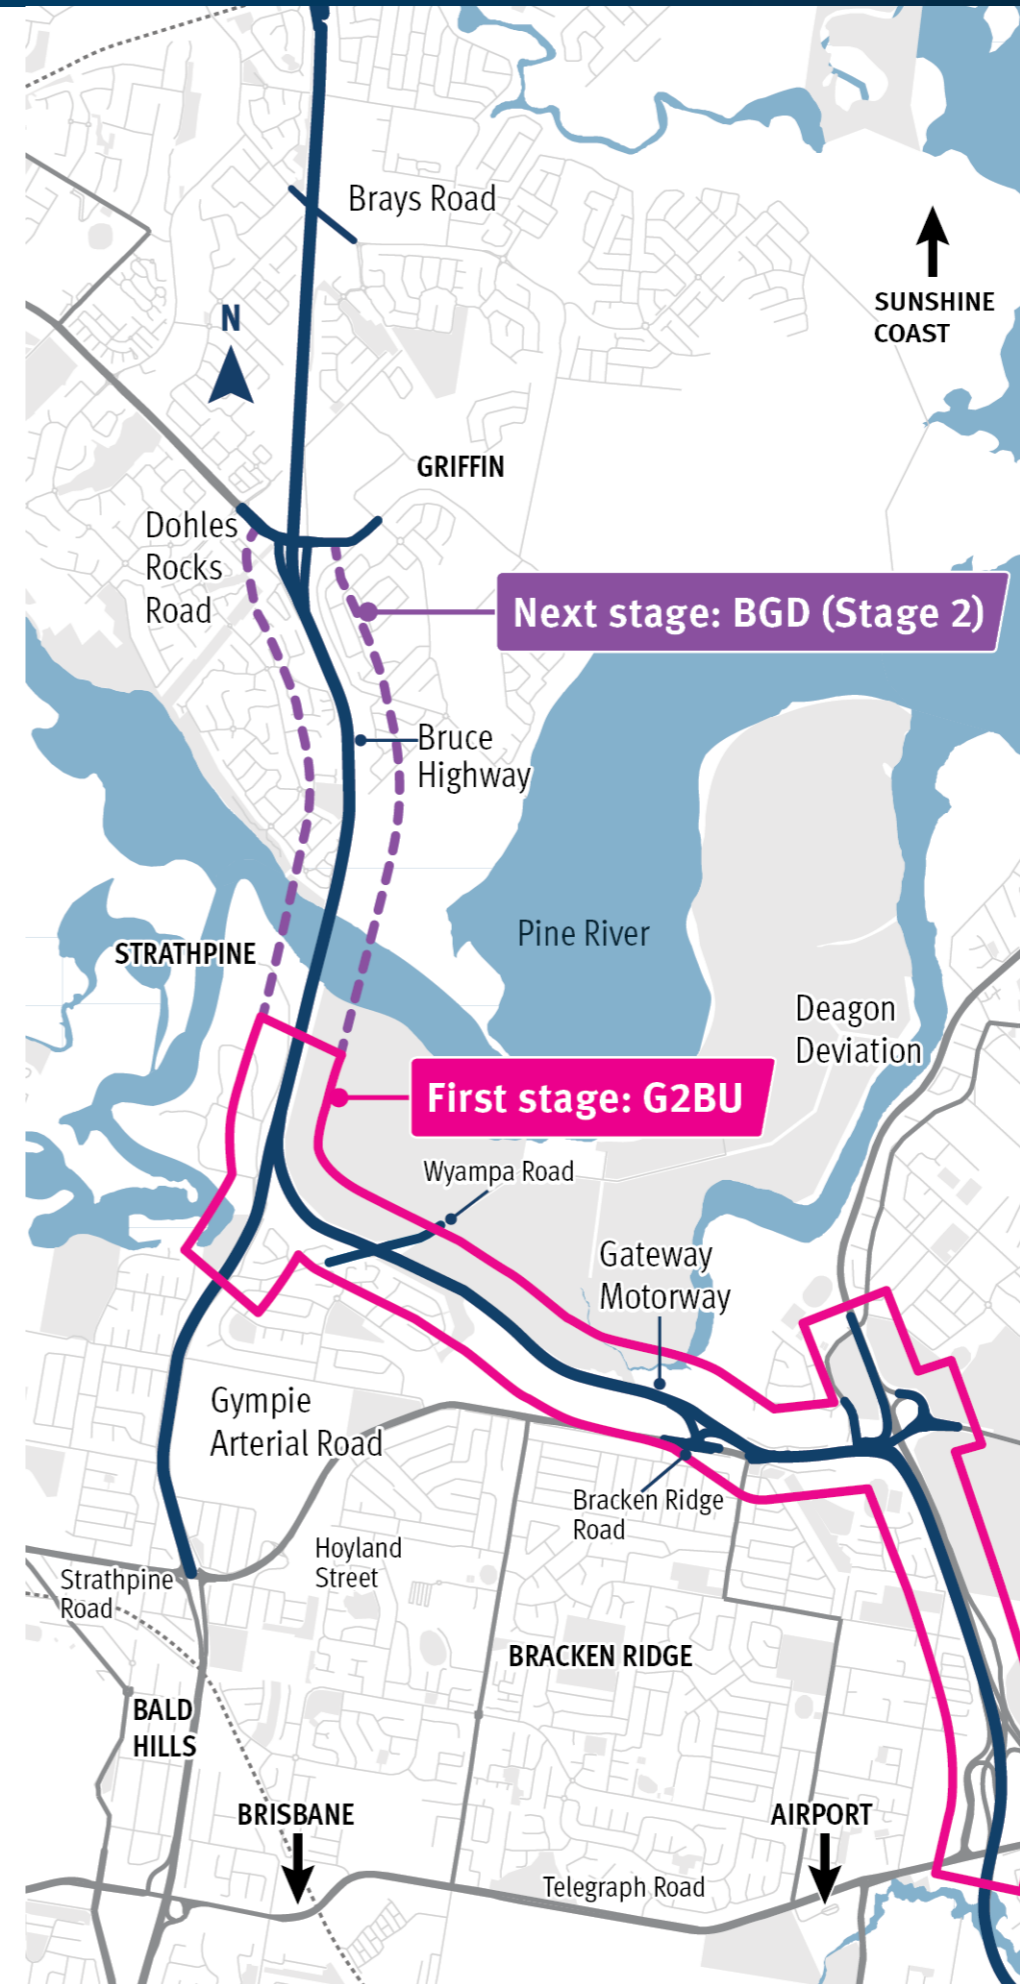 Brays Road
SUNSHINE
COAST
N
GRIFFIN
Dohles
Rocks
Road
Next stage: BGD (Stage 2)
Bruce
Highway
Pine River
STRATHPINE
Deagon
Deviation
First stage: G2BU
Wyampa Road
Gateway
Motorway
Gympie
Arterial Road
Bracken Ridge
Road
Hoyland
Street
Strathpine
Road
BRACKEN RIDGE
BALD
HILLS
BRISBANE
AIRPORT
Telegraph Road